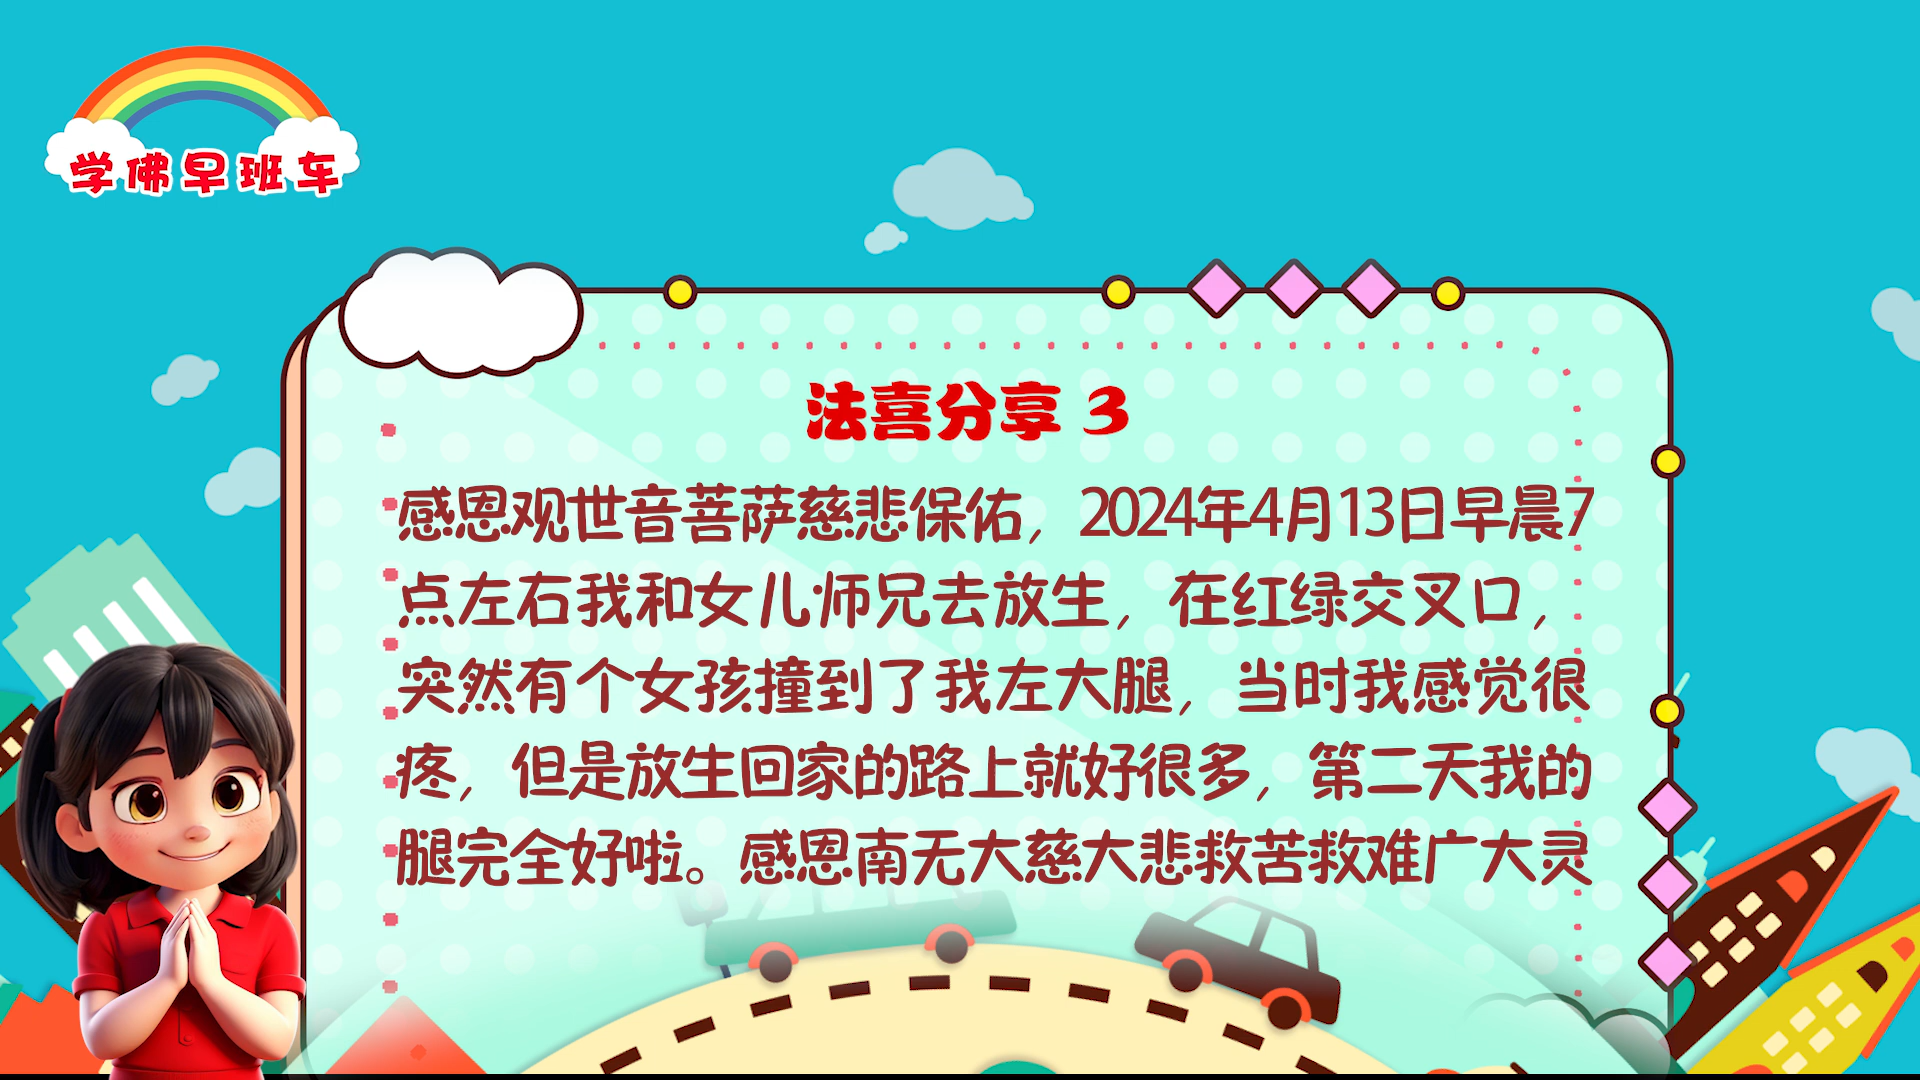 学佛早班车
法喜分享 3
感恩观世音菩萨慈悲保佑，2024年4月13日早晨7
点左右我和女儿师兄去放生，在红绿交叉口，
突然有个女孩撞到了我左大腿，当时我感觉很
疼，但是放生回家的路上就好很多，第二天我的
腿完全好啦。感恩南无大慈大悲救苦救难广大灵